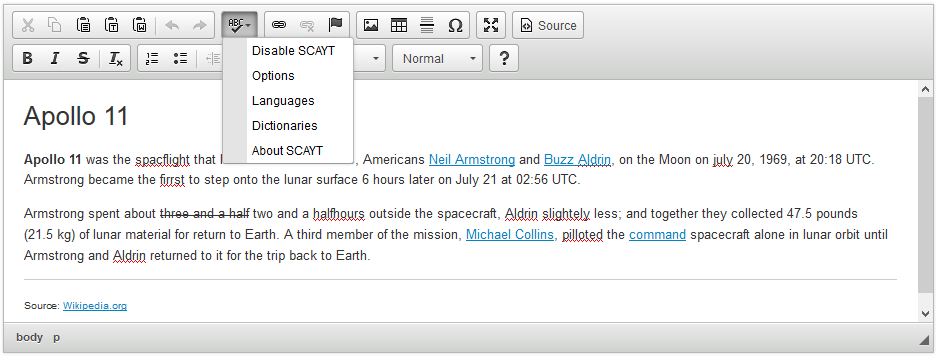 ABC Source
B I S Tx Normal ?
Disable SCAYT
Options
Languages
Dictionaries
About SCAYT
Apollo 11
Apollo 11 was the spacflight that , Americans Neil Armstrong and Buzz Aldrin, on the Moon on july 20, 1969, at 20:18 UTC.
Armstrong became the firrst to step onto the lunar surface 6 hours later on July 21 at 02:56 UTC.
Armstrong spent about three and a half two and a halfhours outside the spacecraft, Aldrin slightely less; and together they collected 47.5 pounds
(21.5 kg) of lunar material for return to Earth. A third member of the mission, Michael Collins, pilloted the command spacecraft alone in lunar orbit until
Armstrong and Aldrin returned to it for the trip back to Earth.
Source: Wikipedia.org
body p